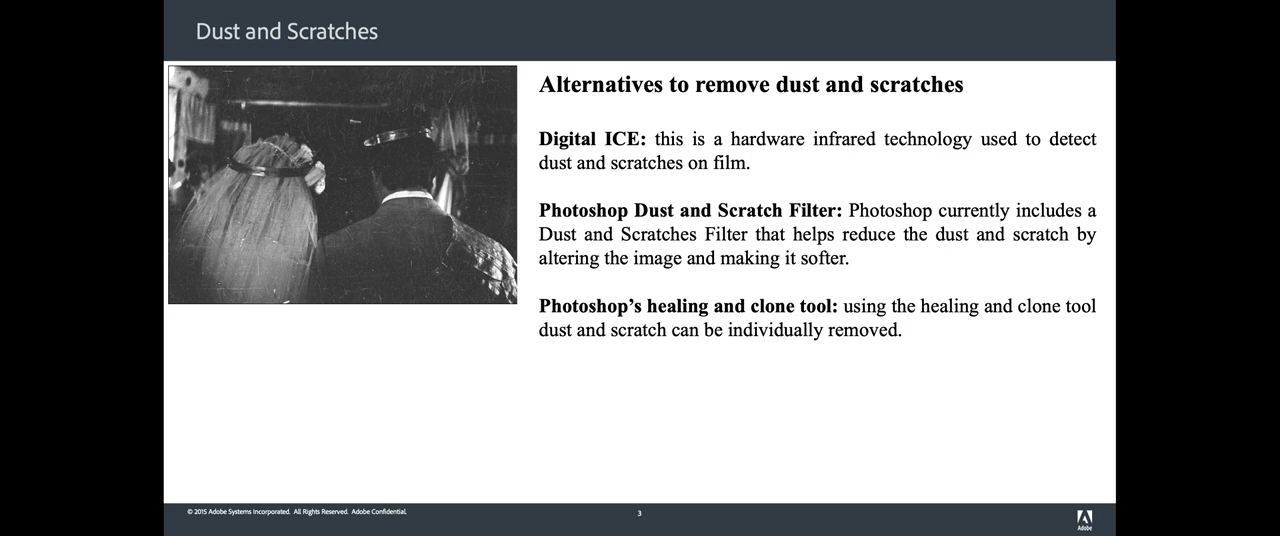 Dust and Scratches
Alternatives to remove dust and scratches
Digital ICE: this is a hardware infrared technology used to detect
dust and scratches on film.
Photoshop Dust and Scratch Filter: Photoshop currently includes a
Dust and Scratches Filter that helps reduce the dust and scratch by
altering the image and making it softer.
Photoshop’s healing and clone tool: using the healing and clone tool
dust and scratch can be individually removed.
© 2015 Adobe Systems Incorporated. All Rights Reserved. Adobe Confidential.
3
Adobe